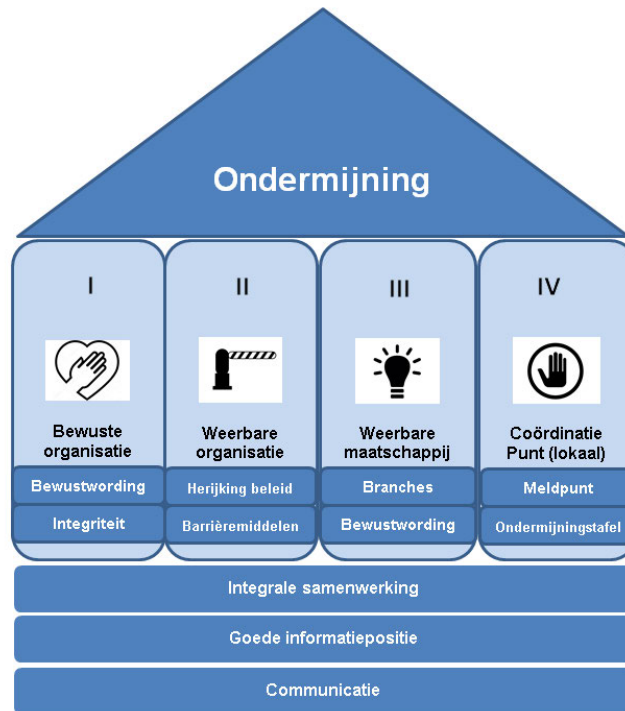 Ondermijning
I
Bewuste
organisatie
Bewustwording
Integriteit
II
Weerbare
organisatie
Herijking beleid
Barrièremiddelen
III
Weerbare
maatschappij
Branches
Bewustwording
IV
Coördinatie
Punt (lokaal)
Meldpunt
Ondermijningstafel
Integrale samenwerking
Goede informatiepositie
Communicatie